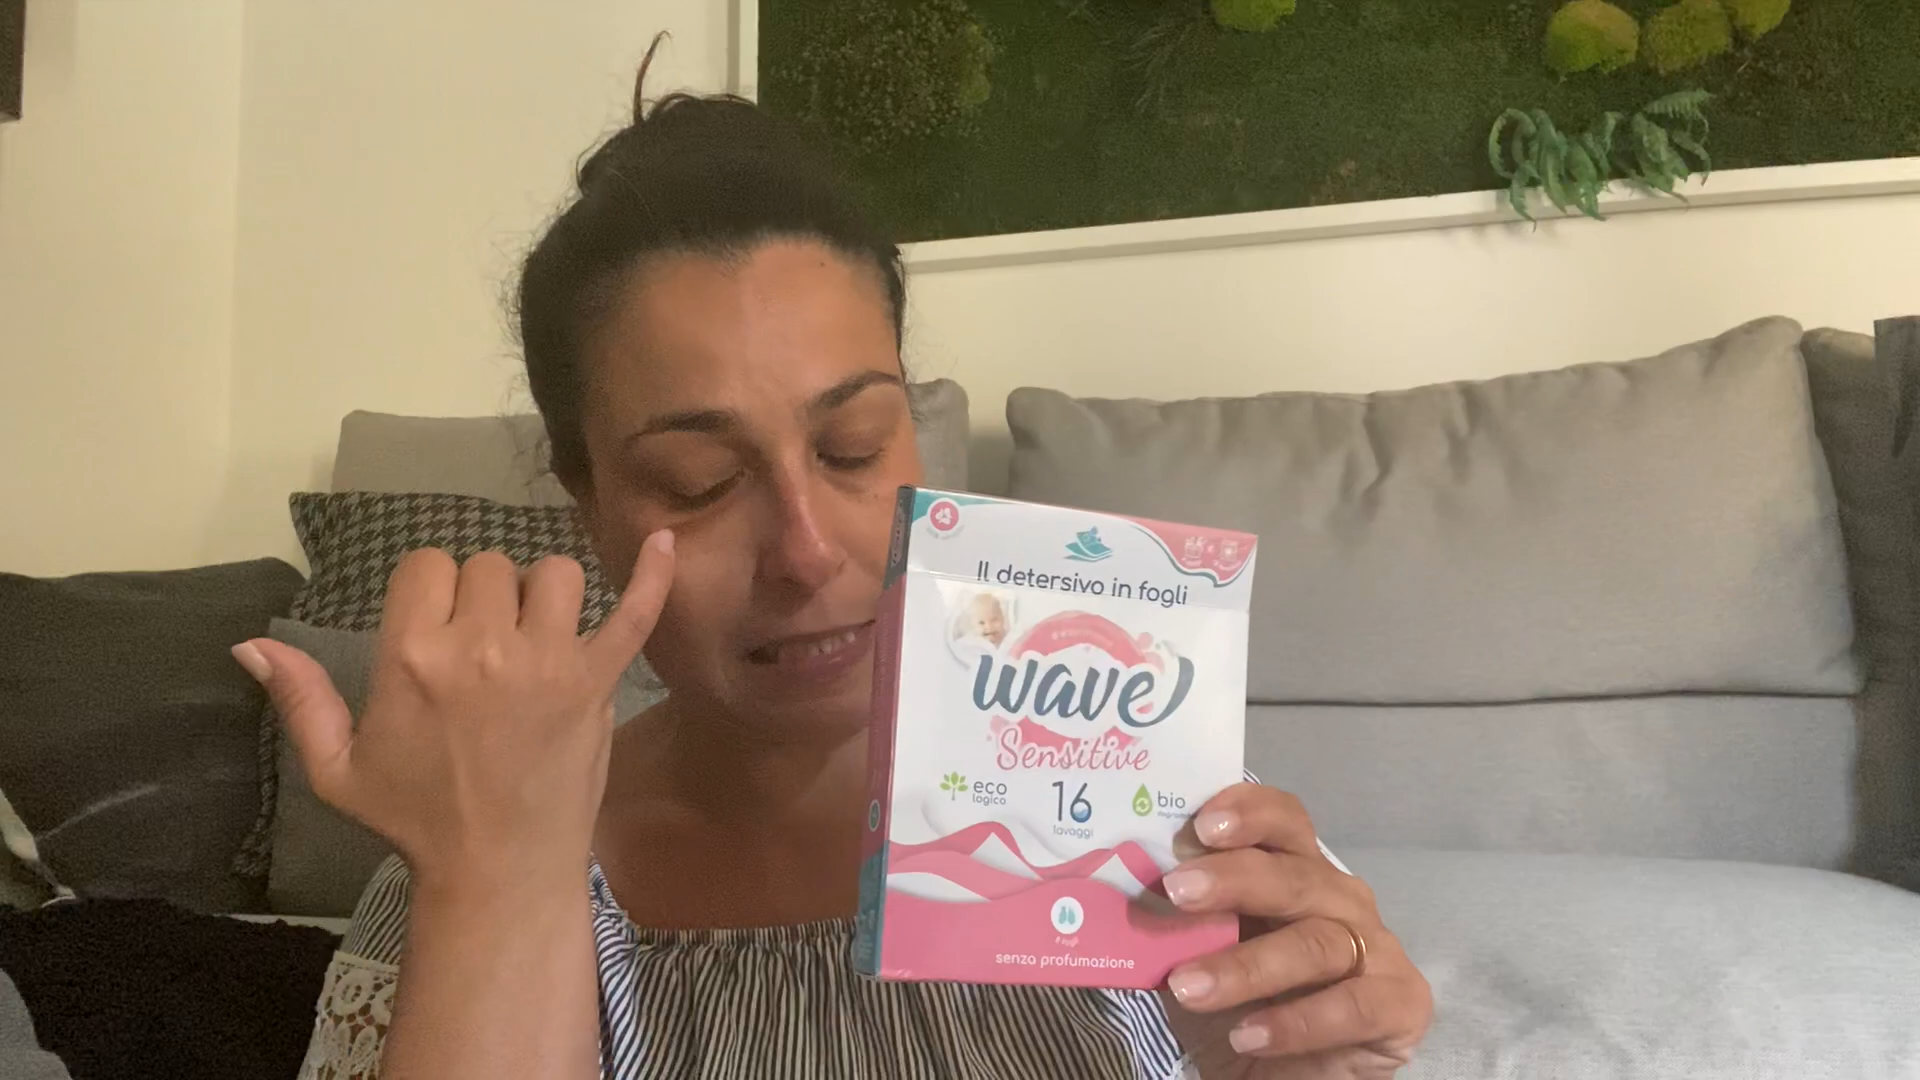 Il detersivo in fogli
wave
Sensitive
eco
logico
16
lavaggi
bio
senza profumazione